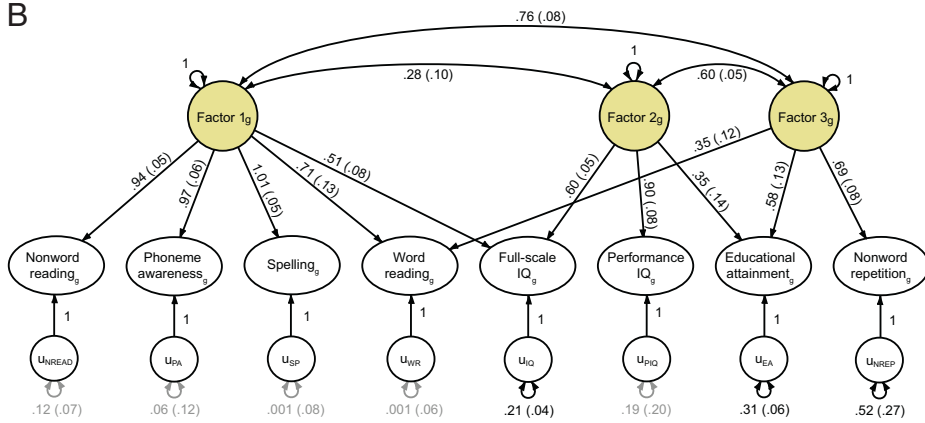 B
.76 (.08)
1
.28 (.10)
1
.60 (.05)
1
Factor 1g
Factor 2g
Factor 3g
.94 (.05)
.97 (.06)
1.01 (.05)
.71 (.13)
.51 (.08)
.60 (.05)
.90 (.08)
.35 (.14)
.35 (.12)
.58 (.13)
.69 (.08)
Nonword
readingg
Phoneme
awarenessg
Spellingg
Word
readingg
Full-scale
IQg
Performance
IQg
Educational
attainmentg
Nonword
repetitiong
1
1
1
1
1
1
1
1
uNREAD
uPA
uSP
uWR
uIQ
uPIQ
uEA
uNREP
.12 (.07)
.06 (.12)
.001 (.08)
.001 (.06)
.21 (.04)
.19 (.20)
.31 (.06)
.52 (.27)